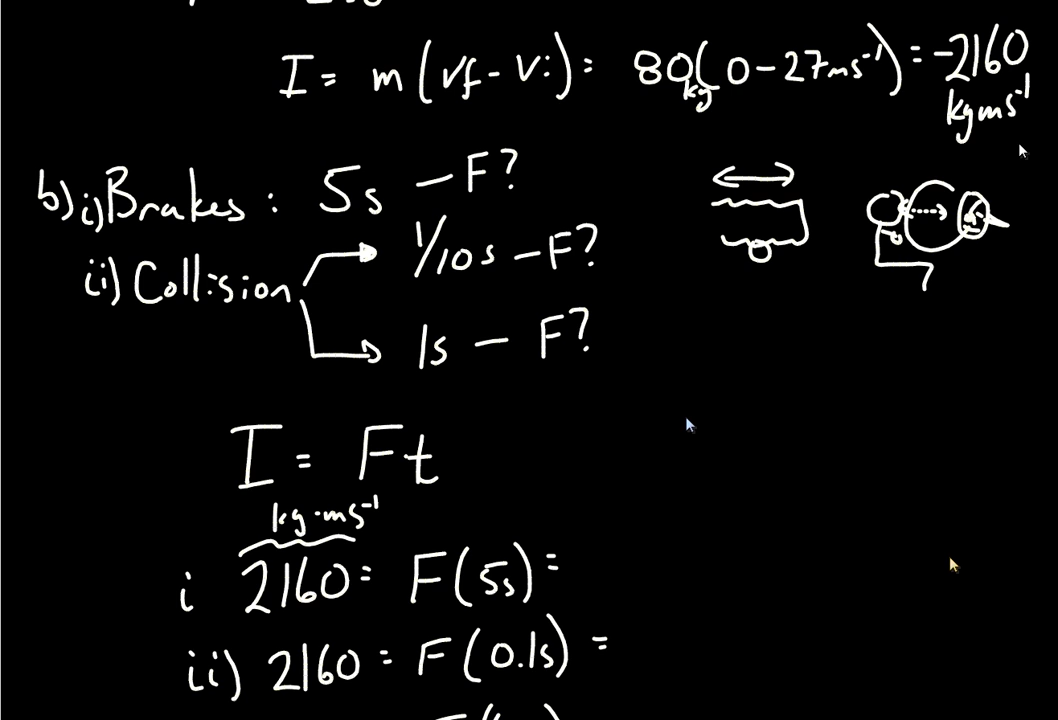 I = m(vf - vi) = 80kg(0 - 27ms⁻¹) = -2160 kgms⁻¹
b) i) Brakes : 5s - F?
ii) Collision → 1/10s - F?
→ 1s - F?
I = Ft
kg·ms⁻¹
i 2160 = F(5s) =
ii) 2160 = F(0.1s) =